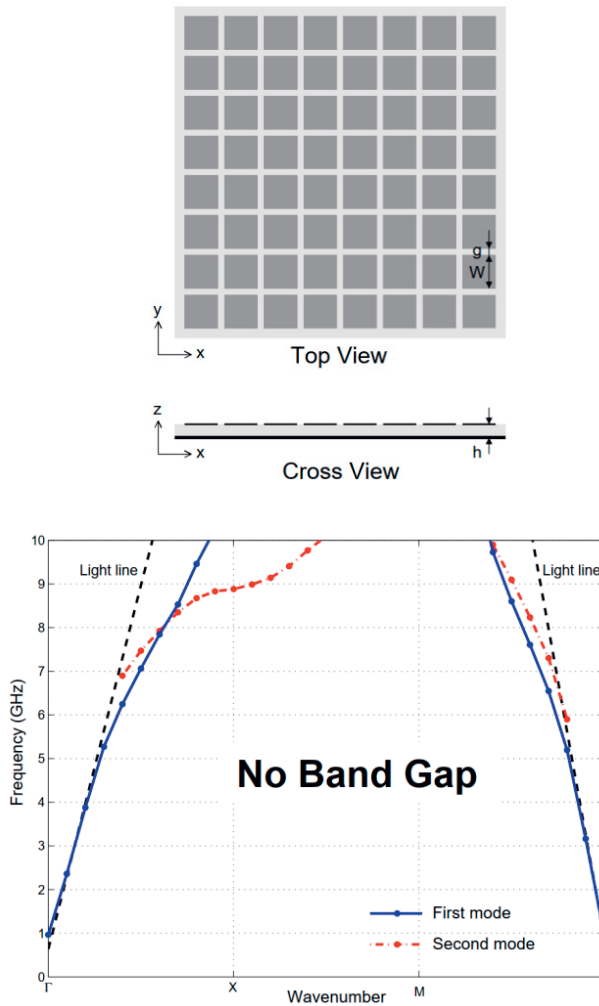 g
W
y
x
Top View
z
x
h
Cross View
10
Light line
Light line
9
8
7
6
Frequency (GHz)
5
No Band Gap
4
3
2
First mode
1
Second mode
Γ
X
M
Wavenumber